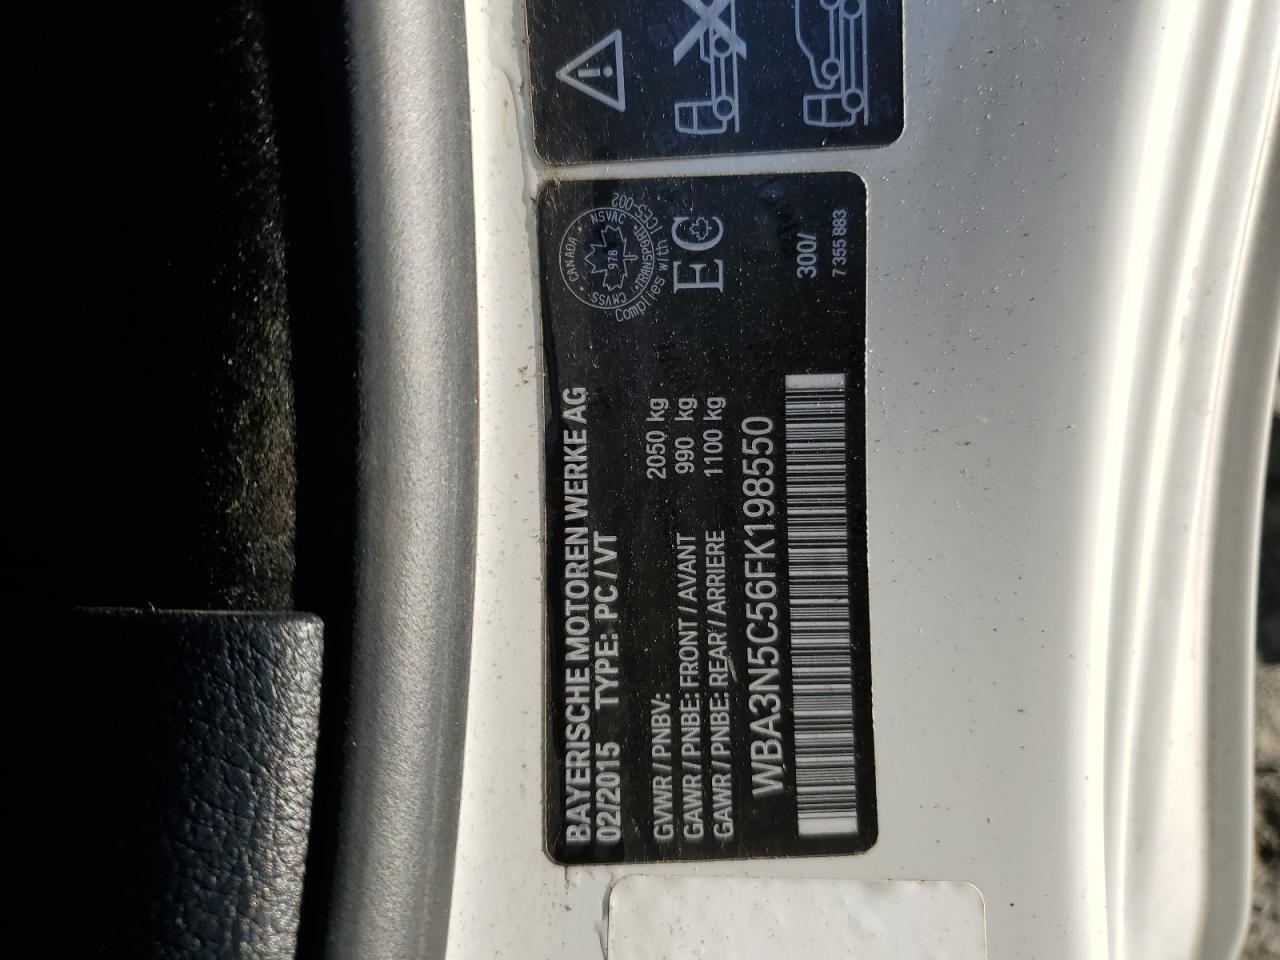 BAYERISCHE MOTOREN WERKE AG
02/2015 TYPE: PC/VT
GVWR / PNBV: 2050 kg
GAWR / PNBE: FRONT / AVANT 990 kg
GAWR / PNBE: REAR / ARRIERE 1100 kg
WBA3N5C56FK198550
ICES-002
NSVAC
CANADA
978
CMVSS
TRANSPORT
Complies with
EC
300/
7 355 883